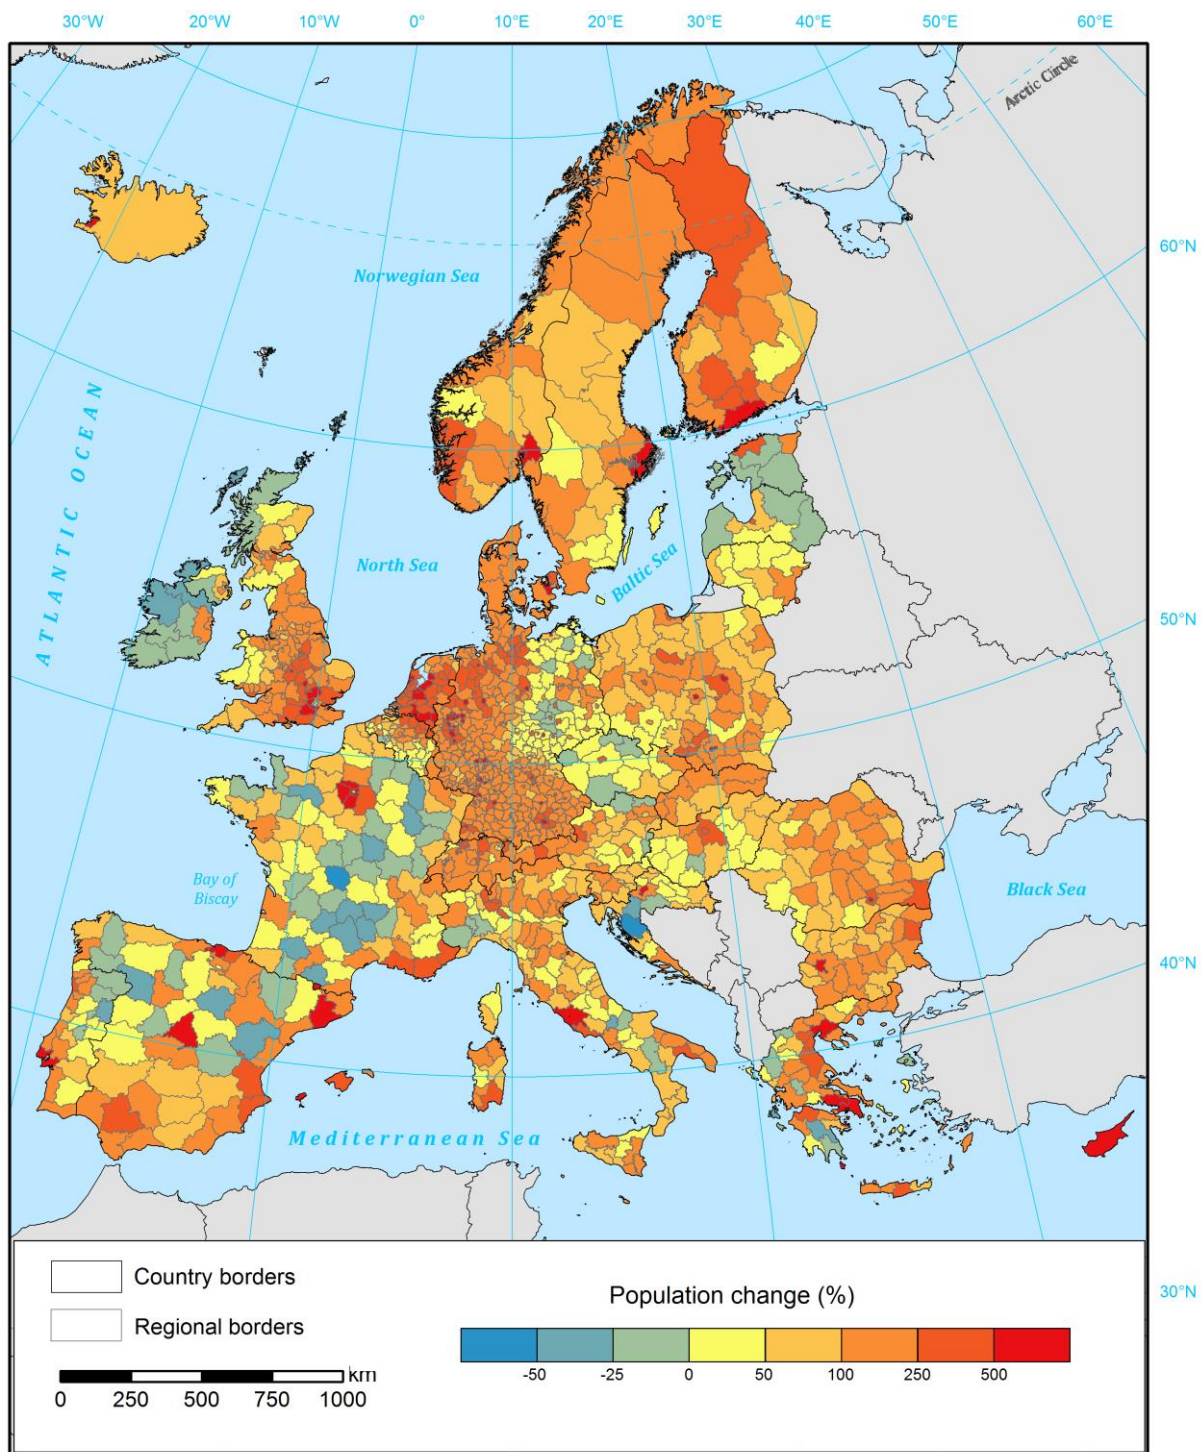 30°W 20°W 10°W 0° 10°E 20°E 30°E 40°E 50°E 60°E
Arctic Circle
60°N
Norwegian Sea
ATLANTIC OCEAN
North Sea
Baltic Sea
50°N
Bay of
Biscay
Black Sea
40°N
Mediterranean Sea
Country borders
Regional borders
km
0 250 500 750 1000
Population change (%)
-50 -25 0 50 100 250 500
30°N